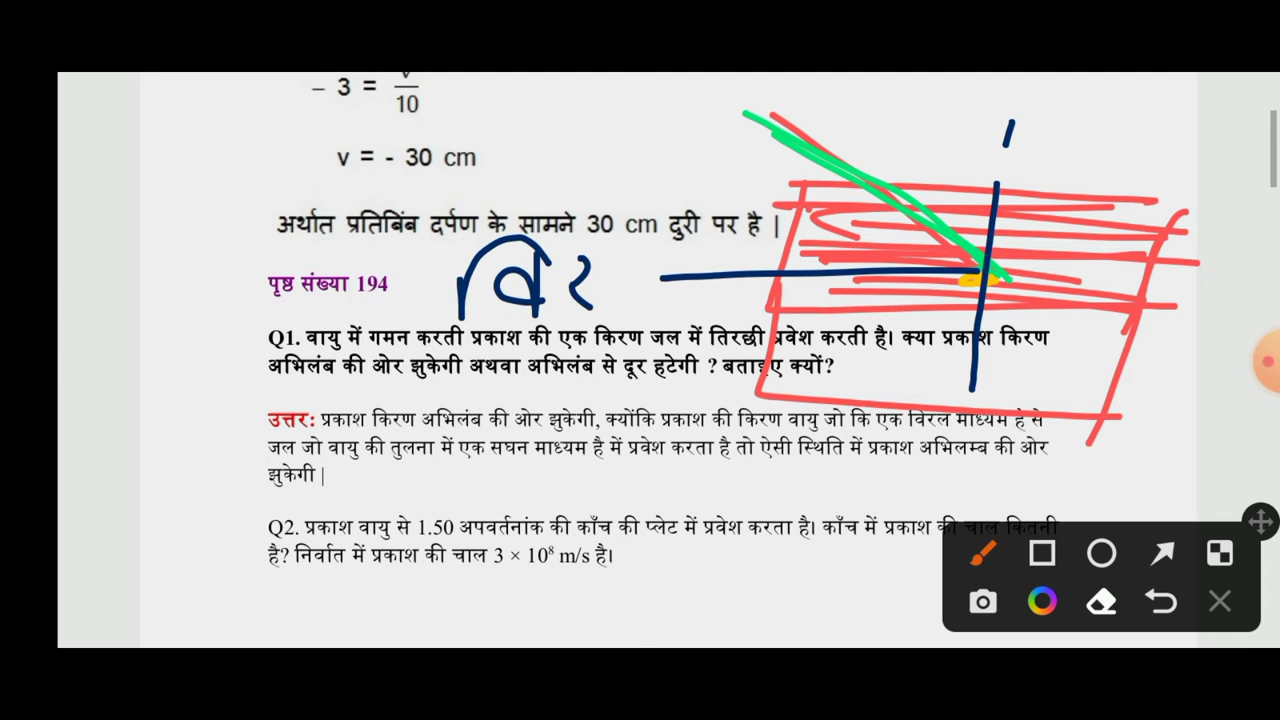 – 3 = v/10
v = - 30 cm
अर्थात प्रतिबिंब दर्पण के सामने 30 cm दुरी पर है |
विर
पृष्ठ संख्या 194
Q1. वायु में गमन करती प्रकाश की एक किरण जल में तिरछी प्रवेश करती है। क्या प्रकाश किरण
अभिलंब की ओर झुकेगी अथवा अभिलंब से दूर हटेगी ? बताइए क्यों?
उत्तर: प्रकाश किरण अभिलंब की ओर झुकेगी, क्योंकि प्रकाश की किरण वायु जो कि एक विरल माध्यम हे से
जल जो वायु की तुलना में एक सघन माध्यम है में प्रवेश करता है तो ऐसी स्थिति में प्रकाश अभिलम्ब की ओर
झुकेगी |
Q2. प्रकाश वायु से 1.50 अपवर्तनांक की काँच की प्लेट में प्रवेश करता है। काँच में प्रकाश की चाल कितनी
है? निर्वात में प्रकाश की चाल 3 × 10⁸ m/s है।